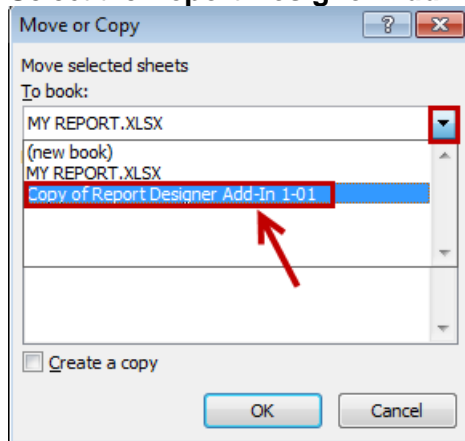 Move or Copy
Move selected sheets
To book:
MY REPORT.XLSX
(new book)
MY REPORT.XLSX
Copy of Report Designer Add-In 1-01
Create a copy
OK Cancel